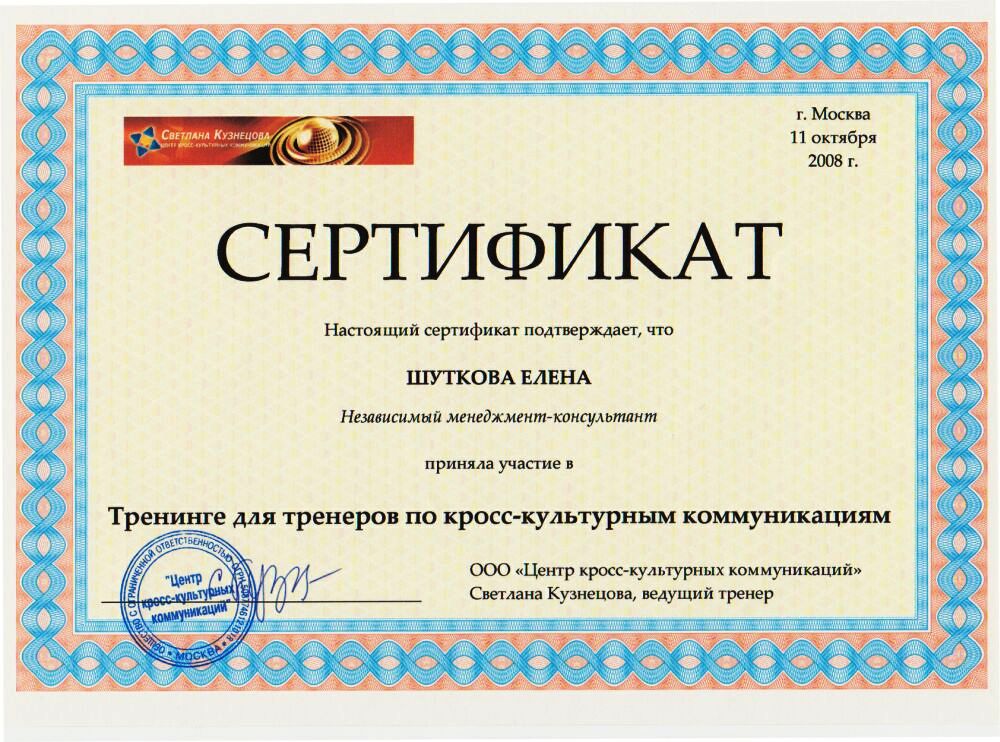 Светлана Кузнецова
центр кросс-культурных коммуникаций
г. Москва
11 октября
2008 г.
СЕРТИФИКАТ
Настоящий сертификат подтверждает, что
ШУТКОВА ЕЛЕНА
Независимый менеджмент-консультант
приняла участие в
Тренинге для тренеров по кросс-культурным коммуникациям
ООО «Центр кросс-культурных коммуникаций»
Светлана Кузнецова, ведущий тренер
ОБЩЕСТВО С ОГРАНИЧЕННОЙ ОТВЕТСТВЕННОСТЬЮ
"Центр
кросс-культурных
коммуникаций"
* МОСКВА *